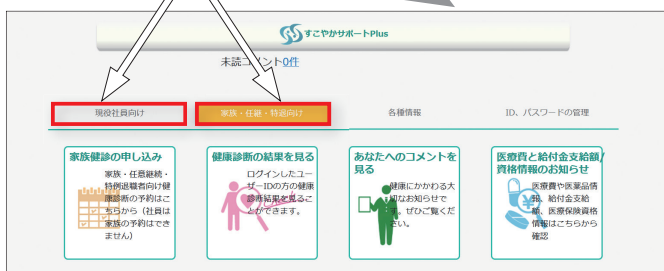 すこやかサポートPlus
未読コメント0件
現役社員向け
家族・任継・特退向け
各種情報
ID、パスワードの管理
家族健診の申し込み
家族・任意継続・
特例退職者向け健
康診断の予約はこ
ちらから（社員は
家族の予約はでき
ません）
健康診断の結果を見る
ログインしたユー
ザーIDの方の健康
診断結果を見るこ
とができます。
あなたへのコメントを
見る
健康にかかわる大
切なお知らせで
す。ぜひご覧くだ
さい。
医療費と給付金支給額/
資格情報のお知らせ
医療費や医薬品情
報、給付金支給
額、医療保険資格
情報はこちらから
確認